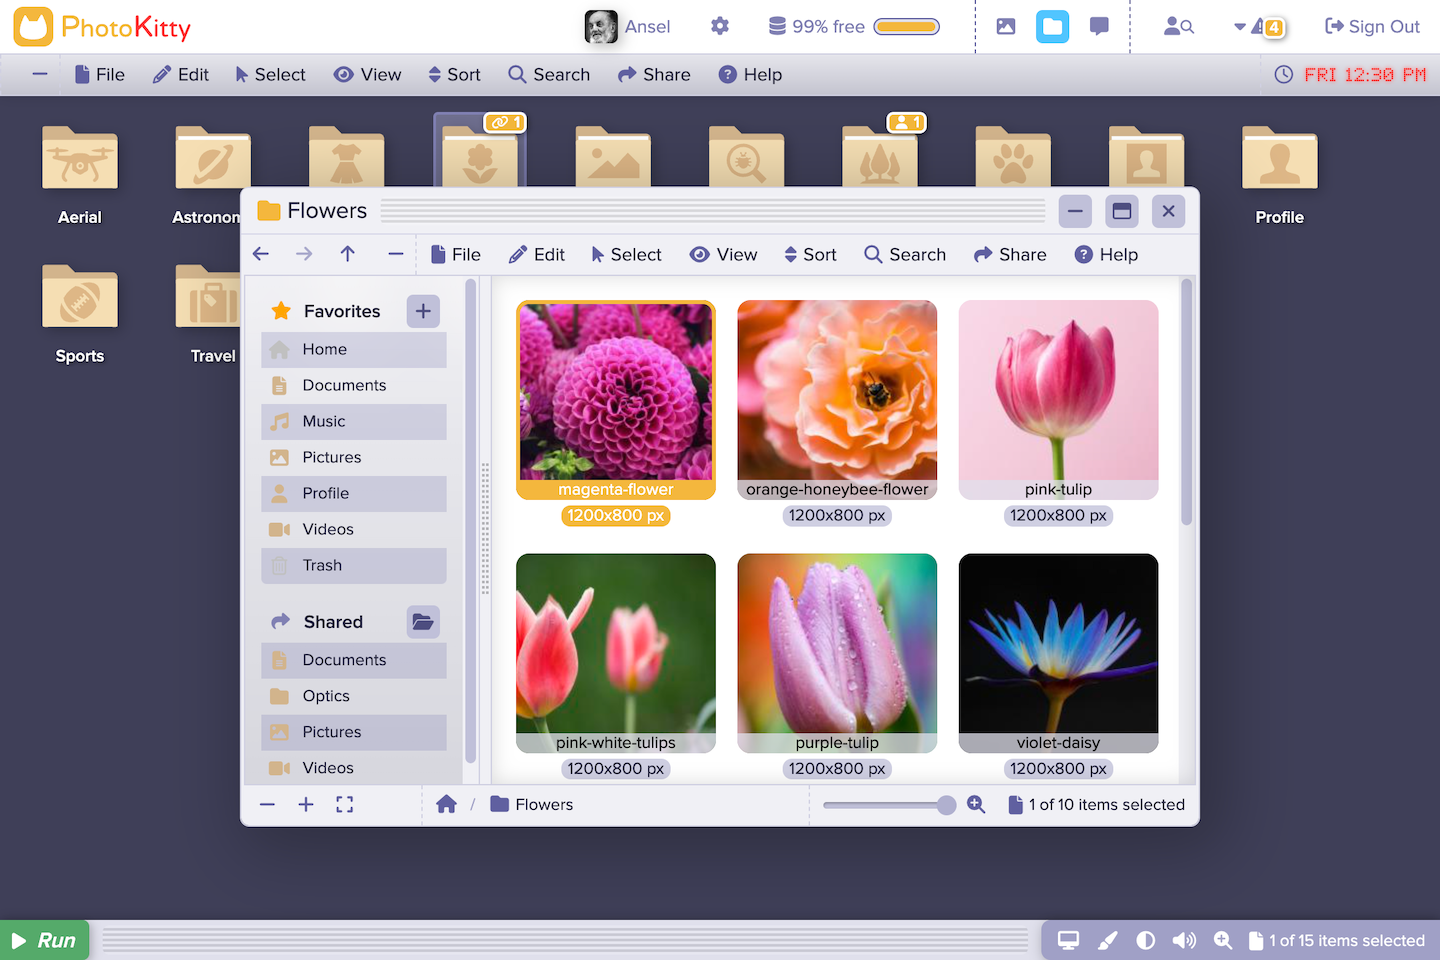 PhotoKitty
Ansel
99% free
4
Sign Out
File
Edit
Select
View
Sort
Search
Share
Help
FRI 12:30 PM
1
1
Aerial
Astronom
Profile
Sports
Travel
Flowers
File
Edit
Select
View
Sort
Search
Share
Help
Favorites
Home
Documents
Music
Pictures
Profile
Videos
Trash
Shared
Documents
Optics
Pictures
Videos
magenta-flower
1200x800 px
orange-honeybee-flower
1200x800 px
pink-tulip
1200x800 px
pink-white-tulips
1200x800 px
purple-tulip
1200x800 px
violet-daisy
1200x800 px
/ Flowers
1 of 10 items selected
Run
1 of 15 items selected